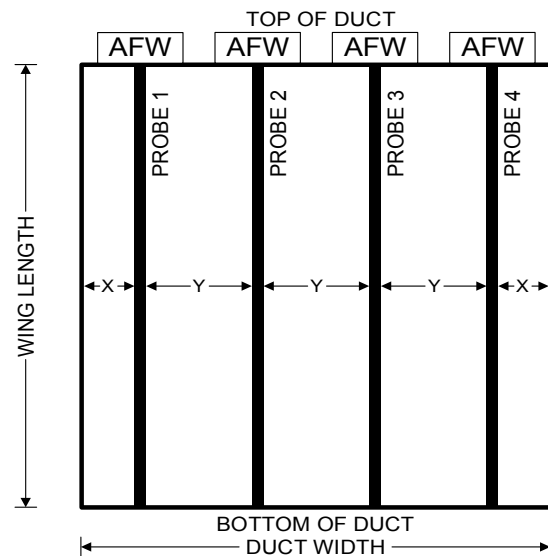 TOP OF DUCT
AFW AFW AFW AFW
PROBE 1
PROBE 2
PROBE 3
PROBE 4
WING LENGTH
X Y Y Y X
BOTTOM OF DUCT
DUCT WIDTH